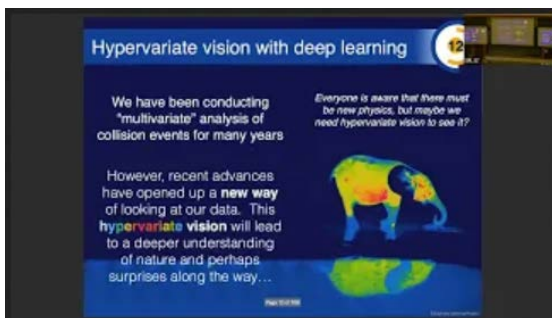 Hypervariate vision with deep learning
12
We have been conducting
"multivariate" analysis of
collision events for many years
Everyone is aware that there must
be new physics, but maybe we
need hypervariate vision to see it?
However, recent advances
have opened up a new way
of looking at our data. This
hypervariate vision will lead
to a deeper understanding
of nature and perhaps
surprises along the way…